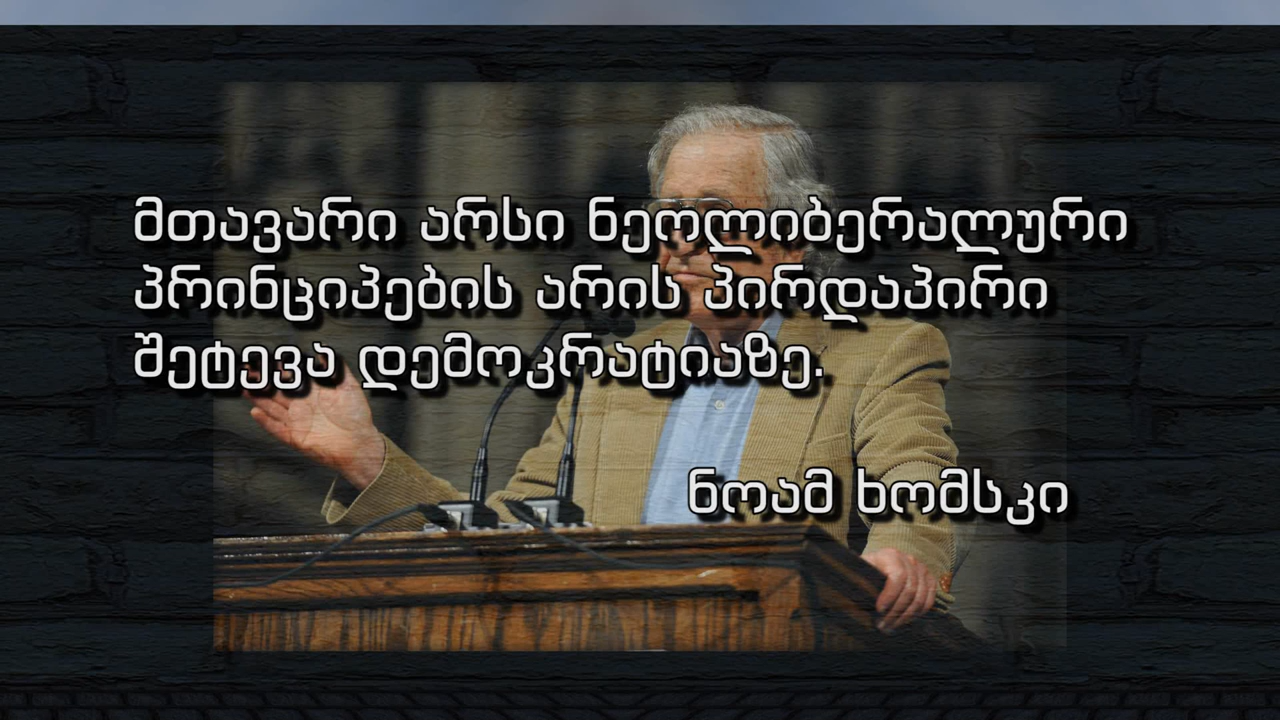 მთავარი არსი ნეოლიბერალური
პრინციპების არის პირდაპირი
შეტევა დემოკრატიაზე.
ნოამ ხომსკი